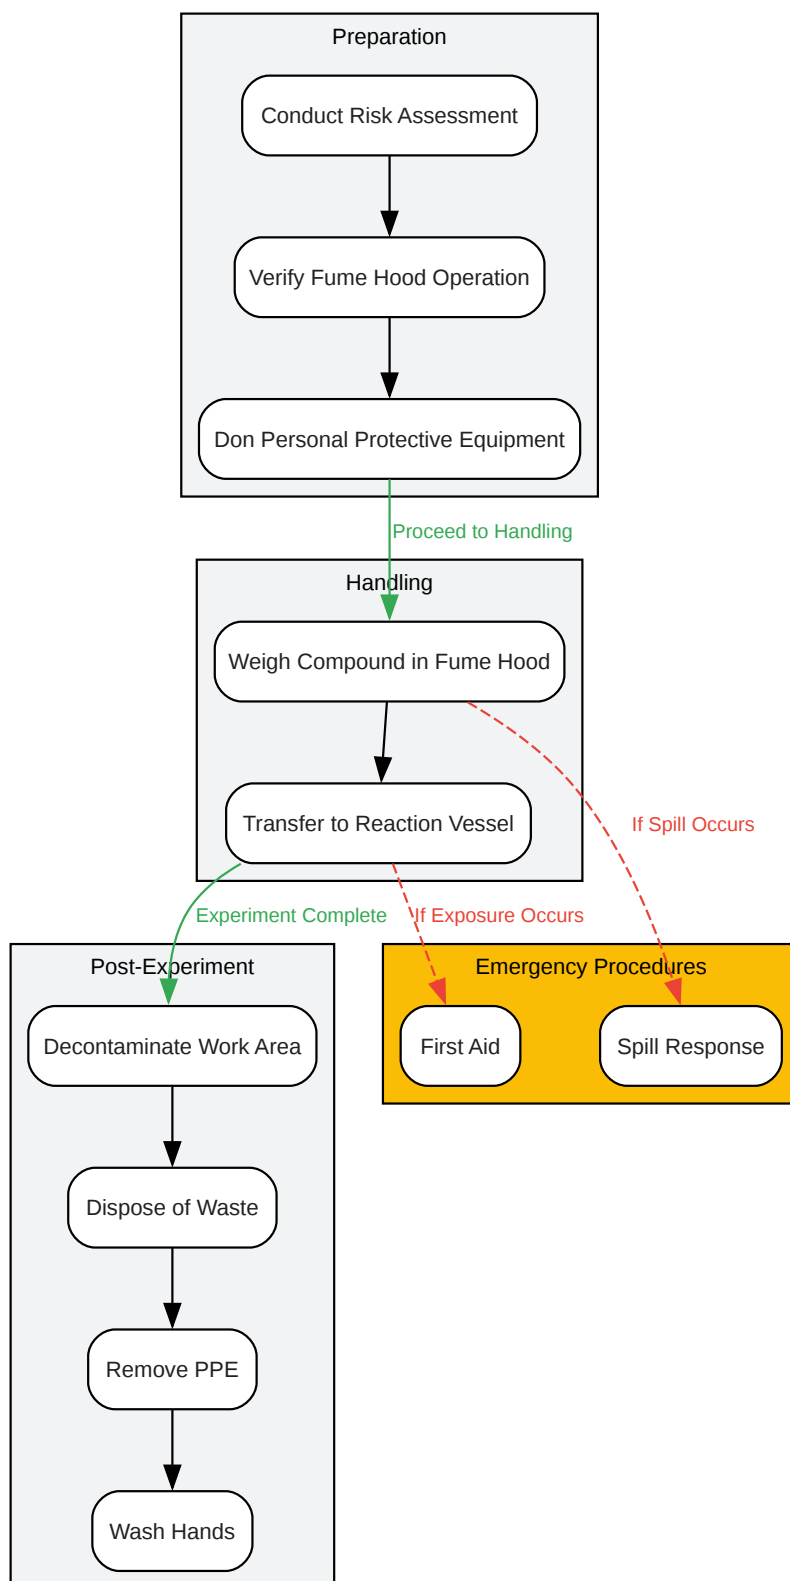 Preparation
Conduct Risk Assessment
Verify Fume Hood Operation
Don Personal Protective Equipment
Proceed to Handling
Handling
Weigh Compound in Fume Hood
Transfer to Reaction Vessel
If Spill Occurs
Experiment Complete
If Exposure Occurs
Post-Experiment
Emergency Procedures
Decontaminate Work Area
First Aid
Spill Response
Dispose of Waste
Remove PPE
Wash Hands